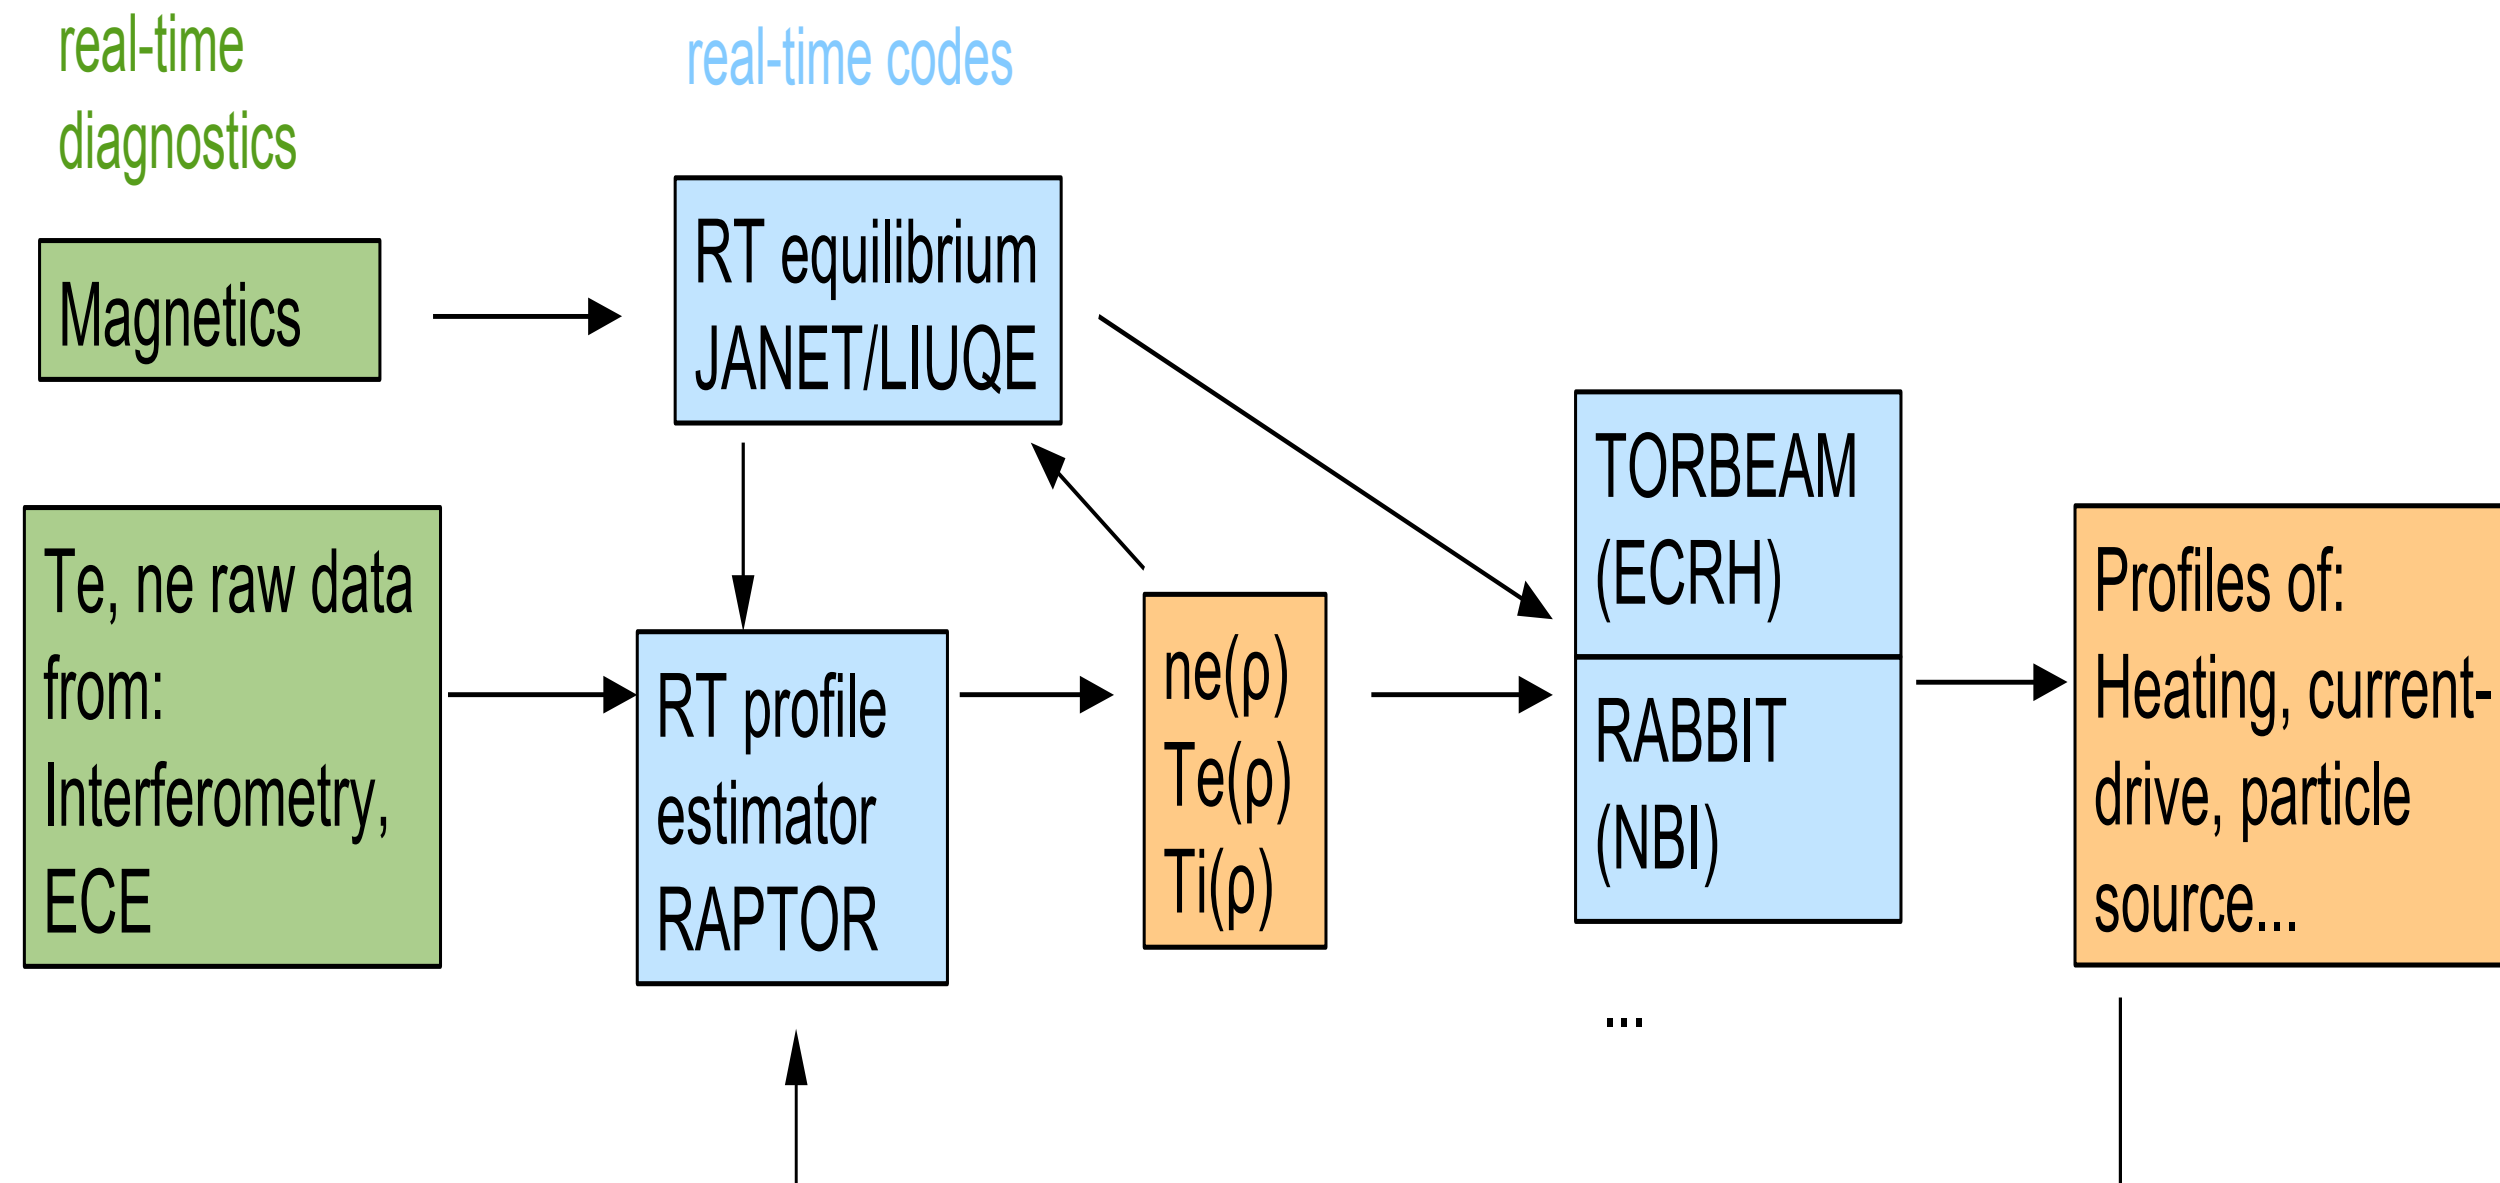 real-time
diagnostics
real-time codes
Magnetics
RT equilibrium
JANET/LIUQE
Te, ne raw data
from:
Interferometry,
ECE
RT profile
estimator
RAPTOR
ne(ρ)
Te(ρ)
Ti(ρ)
TORBEAM
(ECRH)
RABBIT
(NBI)
...
Profiles of:
Heating, current-
drive, particle
source...